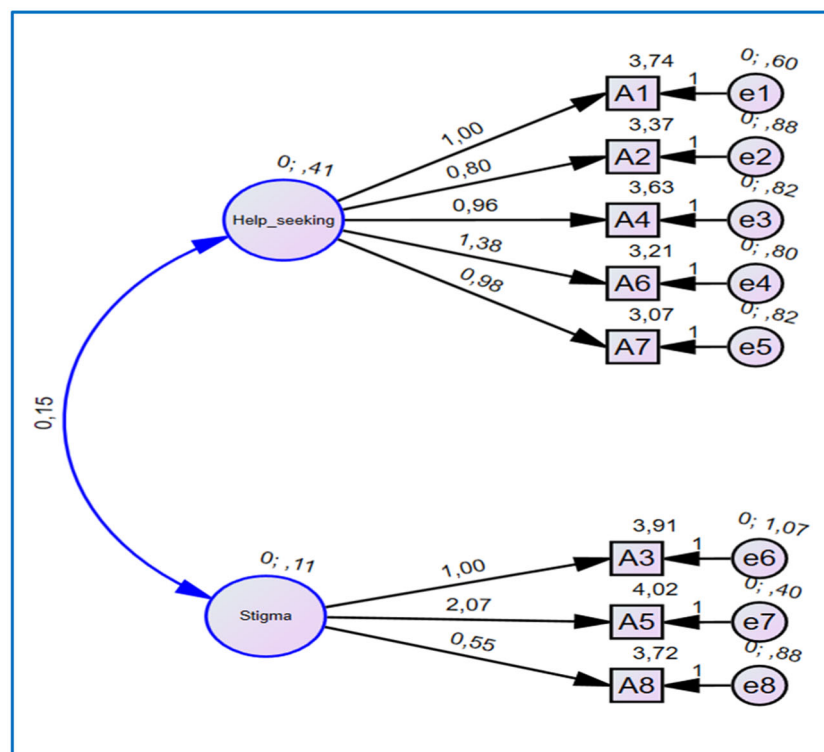 3,74 0; ,60
A1 1 e1
1,00
3,37 0; ,88
A2 1 e2
0,80
0; ,41
Help_seeking
3,63 0; ,82
A4 1 e3
0,96
3,21 0; ,80
A6 1 e4
1,38
3,07 0; ,82
A7 1 e5
0,98
0,15
3,91 0; 1,07
A3 1 e6
1,00
0; ,11
Stigma
4,02 0; ,40
A5 1 e7
2,07
3,72 0; ,88
A8 1 e8
0,55